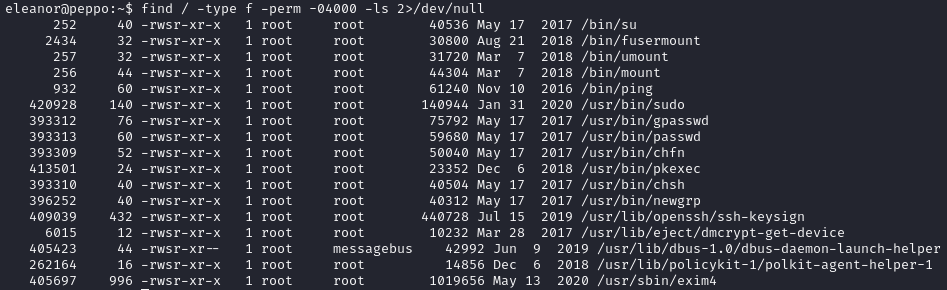 eleanor@peppo:~$ find / -type f -perm -04000 -ls 2>/dev/null
252 40 -rwsr-xr-x 1 root root 40536 May 17 2017 /bin/su
2434 32 -rwsr-xr-x 1 root root 30800 Aug 21 2018 /bin/fusermount
257 32 -rwsr-xr-x 1 root root 31720 Mar 7 2018 /bin/umount
256 44 -rwsr-xr-x 1 root root 44304 Mar 7 2018 /bin/mount
932 60 -rwsr-xr-x 1 root root 61240 Nov 10 2016 /bin/ping
420928 140 -rwsr-xr-x 1 root root 140944 Jan 31 2020 /usr/bin/sudo
393312 76 -rwsr-xr-x 1 root root 75792 May 17 2017 /usr/bin/gpasswd
393313 60 -rwsr-xr-x 1 root root 59680 May 17 2017 /usr/bin/passwd
393309 52 -rwsr-xr-x 1 root root 50040 May 17 2017 /usr/bin/chfn
413501 24 -rwsr-xr-x 1 root root 23352 Dec 6 2018 /usr/bin/pkexec
393310 40 -rwsr-xr-x 1 root root 40504 May 17 2017 /usr/bin/chsh
396252 40 -rwsr-xr-x 1 root root 40312 May 17 2017 /usr/bin/newgrp
409039 432 -rwsr-xr-x 1 root root 440728 Jul 15 2019 /usr/lib/openssh/ssh-keysign
6015 12 -rwsr-xr-x 1 root root 10232 Mar 28 2017 /usr/lib/eject/dmcrypt-get-device
405423 44 -rwsr-xr-- 1 root messagebus 42992 Jun 9 2019 /usr/lib/dbus-1.0/dbus-daemon-launch-helper
262164 16 -rwsr-xr-x 1 root root 14856 Dec 6 2018 /usr/lib/policykit-1/polkit-agent-helper-1
405697 996 -rwsr-xr-x 1 root root 1019656 May 13 2020 /usr/sbin/exim4